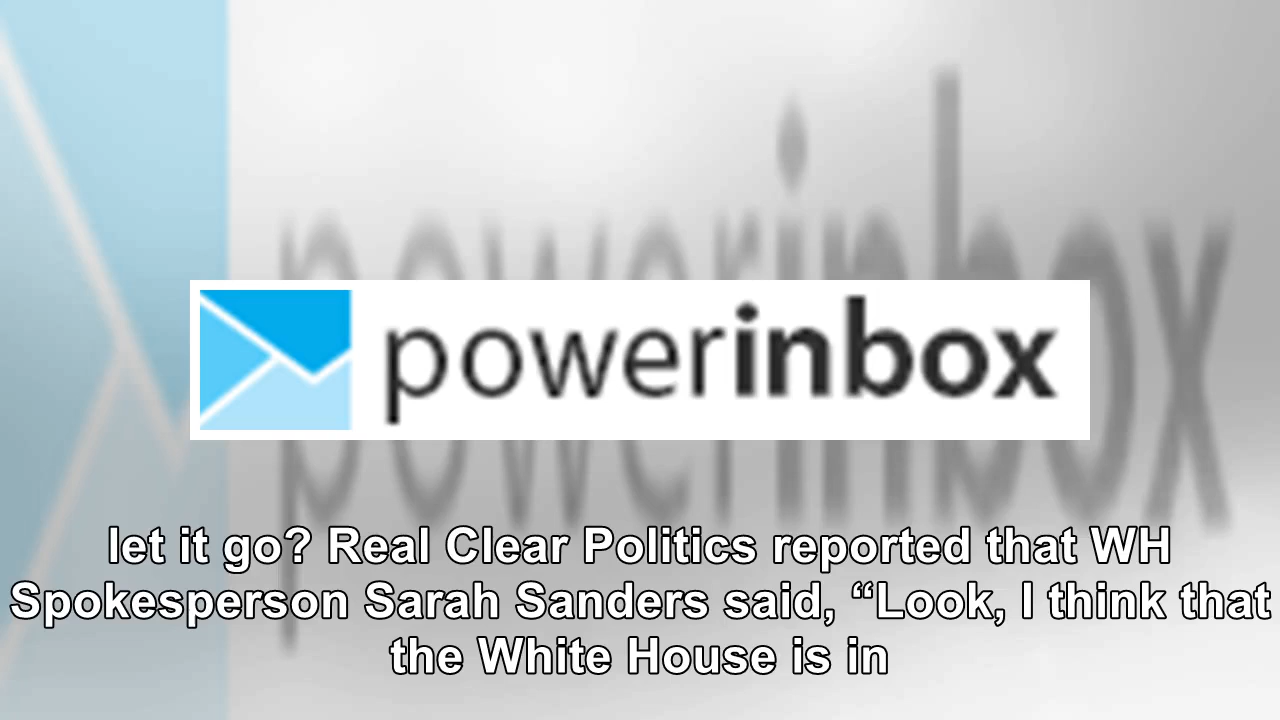 powerinbox
powerinbox
let it go? Real Clear Politics reported that WH
Spokesperson Sarah Sanders said, “Look, I think that
the White House is in